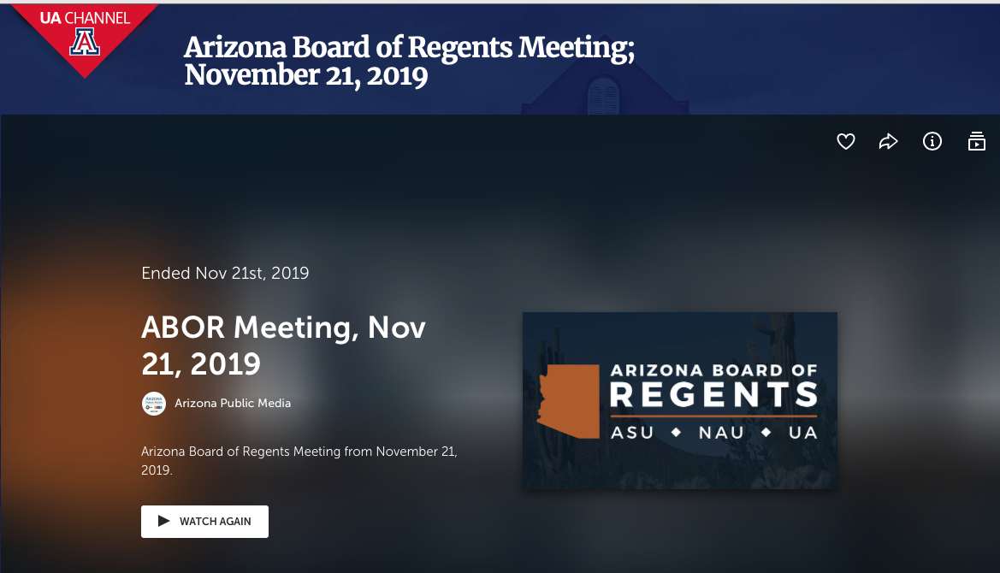 UA CHANNEL
A
Arizona Board of Regents Meeting;
November 21, 2019
Ended Nov 21st, 2019
ABOR Meeting, Nov
21, 2019
Arizona Public Media
Arizona Board of Regents Meeting from November 21,
2019.
WATCH AGAIN
ARIZONA BOARD OF
REGENTS
ASU ◆ NAU ◆ UA